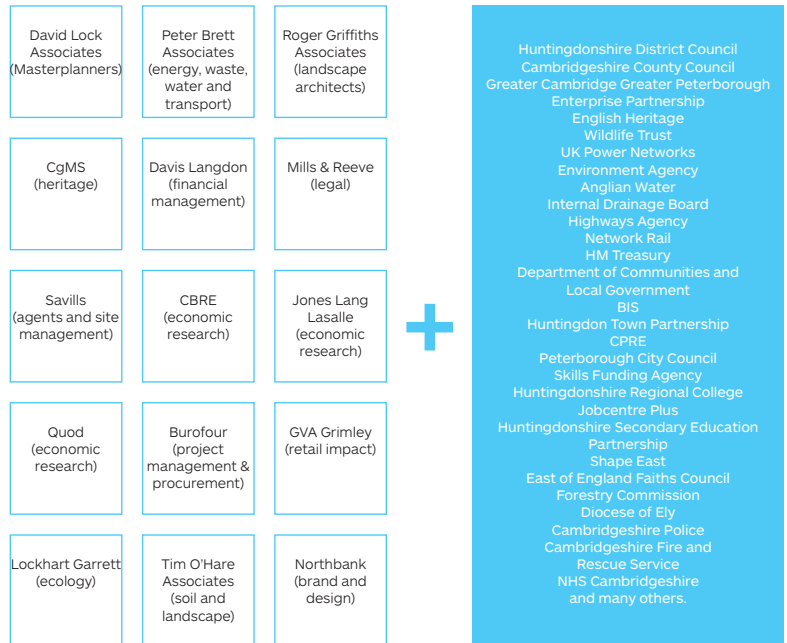 David Lock
Associates
(Masterplanners)
Peter Brett
Associates
(energy, waste,
water and
transport)
Roger Griffiths
Associates
(landscape
architects)
CgMS
(heritage)
Davis Langdon
(financial
management)
Mills & Reeve
(legal)
Savills
(agents and site
management)
CBRE
(economic
research)
Jones Lang
Lasalle
(economic
research)
Quod
(economic
research)
Burofour
(project
management &
procurement)
GVA Grimley
(retail impact)
Lockhart Garrett
(ecology)
Tim O'Hare
Associates
(soil and
landscape)
Northbank
(brand and
design)
+
Huntingdonshire District Council
Cambridgeshire County Council
Greater Cambridge Greater Peterborough
Enterprise Partnership
English Heritage
Wildlife Trust
UK Power Networks
Environment Agency
Anglian Water
Internal Drainage Board
Highways Agency
Network Rail
HM Treasury
Department of Communities and
Local Government
BIS
Huntingdon Town Partnership
CPRE
Peterborough City Council
Skills Funding Agency
Huntingdonshire Regional College
Jobcentre Plus
Huntingdonshire Secondary Education
Partnership
Shape East
East of England Faiths Council
Forestry Commission
Diocese of Ely
Cambridgeshire Police
Cambridgeshire Fire and
Rescue Service
NHS Cambridgeshire
and many others.